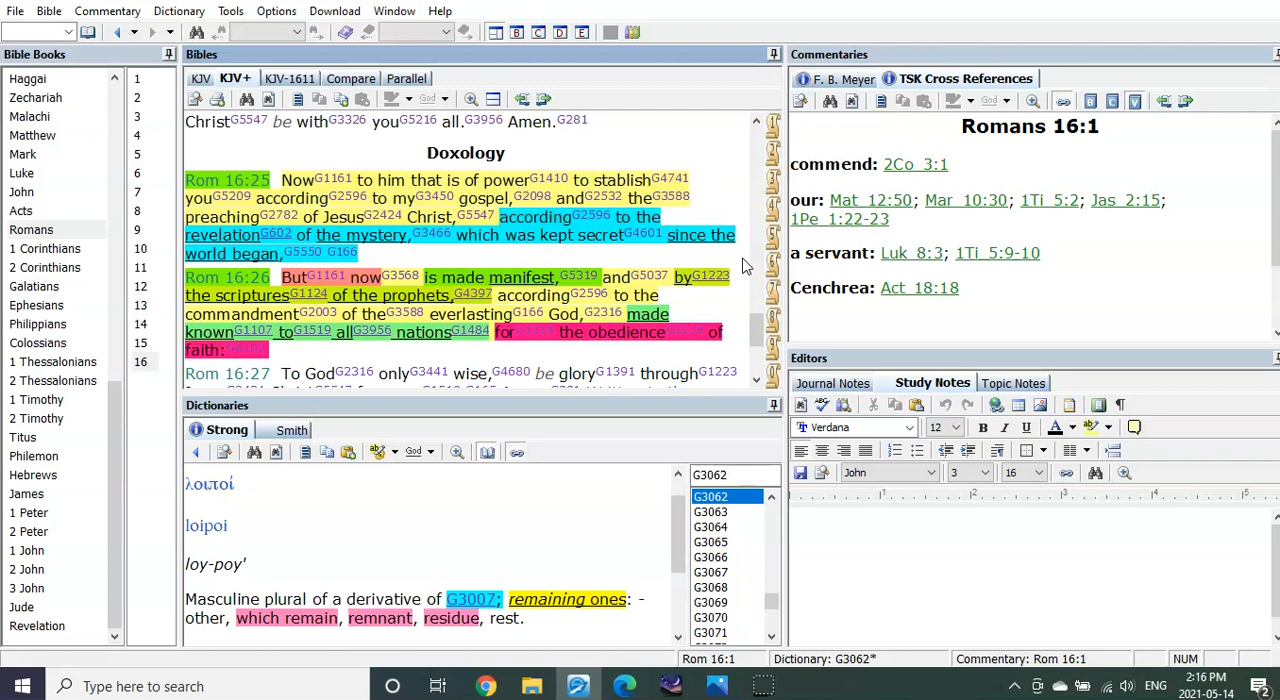 File Bible Commentary Dictionary Tools Options Download Window Help
Bible Books
Haggai
Zechariah
Malachi
Matthew
Mark
Luke
John
Acts
Romans
1 Corinthians
2 Corinthians
Galatians
Ephesians
Philippians
Colossians
1 Thessalonians
2 Thessalonians
1 Timothy
2 Timothy
Titus
Philemon
Hebrews
James
1 Peter
2 Peter
1 John
2 John
3 John
Jude
Revelation
1
2
3
4
5
6
7
8
9
10
11
12
13
14
15
16
Bibles
KJV KJV+ KJV-1611 Compare Parallel
Christ G5547 be with G3326 you G5216 all. G3956 Amen. G281
Doxology
Rom 16:25 Now G1161 to him that is of power G1410 to stablish G4741
you G5209 according G2596 to my G3450 gospel, G2098 and G2532 the G3588
preaching G2782 of Jesus G2424 Christ, G5547 according G2596 to the
revelation G602 of the mystery, G3466 which was kept secret G4601 since the
world began, G5550 G166
Rom 16:26 But G1161 now G3568 is made manifest, G5319 and G5037 by G1223
the scriptures G1124 of the prophets, G4397 according G2596 to the
commandment G2003 of the G3588 everlasting G166 God, G2316 made
known G1107 to G1519 all G3956 nations G1484 for the obedience of
faith:
Rom 16:27 To God G2316 only G3441 wise, G4680 be glory G1391 through G1223
Dictionaries
Strong Smith
God
λοιποί
loipoi
loy-poy'
Masculine plural of a derivative of G3007; remaining ones: -
other, which remain, remnant, residue, rest.
G3062
G3062
G3063
G3064
G3065
G3066
G3067
G3068
G3069
G3070
G3071
Commentaries
F. B. Meyer TSK Cross References
God
Romans 16:1
commend: 2Co_3:1
our: Mat_12:50; Mar_10:30; 1Ti_5:2; Jas_2:15;
1Pe_1:22-23
a servant: Luk_8:3; 1Ti_5:9-10
Cenchrea: Act_18:18
Editors
Journal Notes Study Notes Topic Notes
Verdana 12 B I U A
John 3 16
1 2 3 4 5
Rom 16:1 Dictionary: G3062* Commentary: Rom 16:1 NUM
Type here to search
ENG
2:16 PM
2021-05-14
2